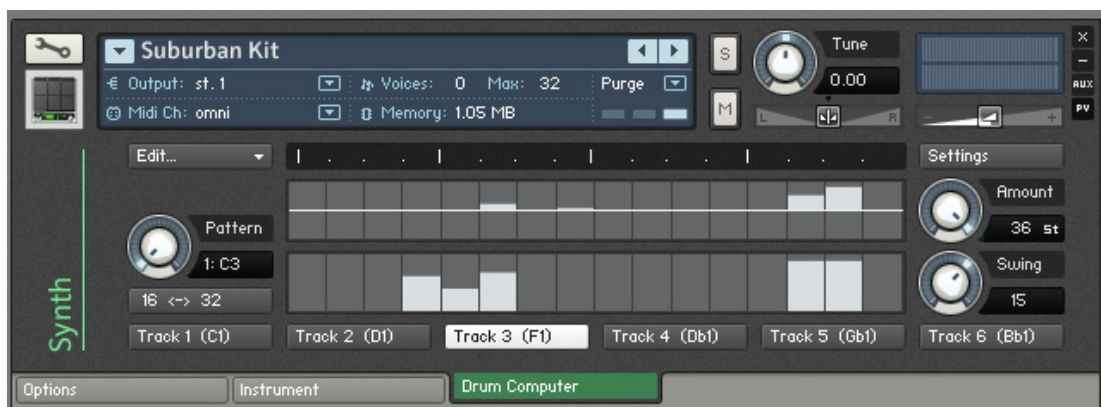 Suburban Kit
S
Tune
×
Output: st.1
Voices: 0 Max: 32
Purge
0.00
AUX
Midi Ch: omni
Memory: 1.05 MB
M
L
R
PV
Edit...
Settings
Pattern
Amount
1: C3
36 st
Swing
16 <-> 32
15
Synth
Track 1 (C1)
Track 2 (D1)
Track 3 (F1)
Track 4 (Db1)
Track 5 (Gb1)
Track 6 (Bb1)
Options
Instrument
Drum Computer